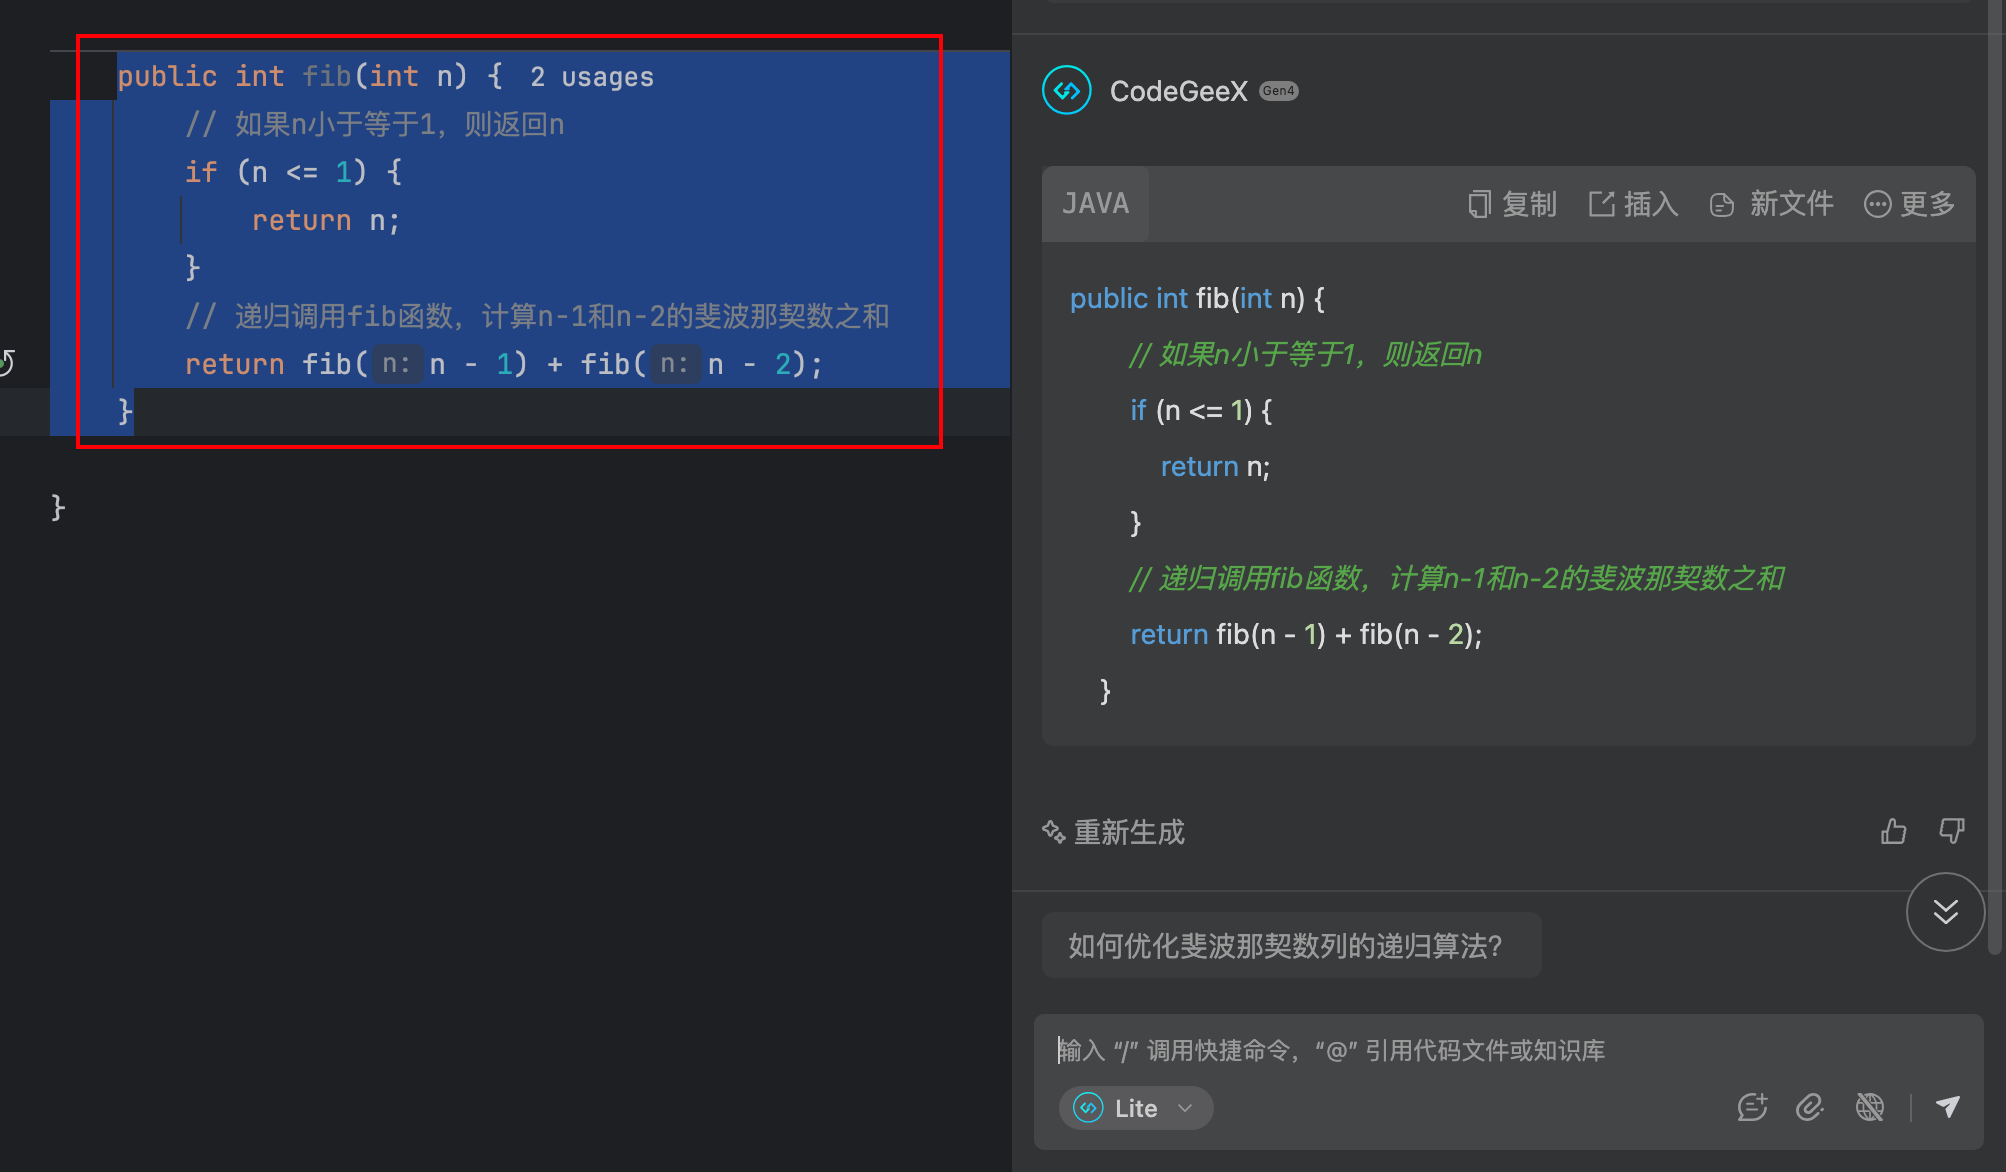 public int fib(int n) { 2 usages
// 如果n小于等于1，则返回n
if (n <= 1) {
return n;
}
// 递归调用fib函数，计算n-1和n-2的斐波那契数之和
return fib( n: n - 1) + fib( n: n - 2);
}
}
CodeGeeX Gen4
JAVA 复制 插入 新文件 更多
public int fib(int n) {
// 如果n小于等于1，则返回n
if (n <= 1) {
return n;
}
// 递归调用fib函数，计算n-1和n-2的斐波那契数之和
return fib(n - 1) + fib(n - 2);
}
重新生成
如何优化斐波那契数列的递归算法?
输入 “/” 调用快捷命令，“@” 引用代码文件或知识库
Lite